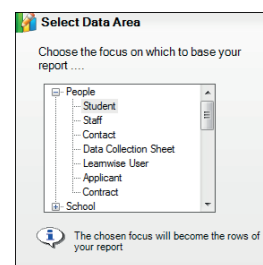 Select Data Area
Choose the focus on which to base your
report ....
People
Student
Staff
Contact
Data Collection Sheet
Learnwise User
Applicant
Contract
School
The chosen focus will become the rows of
your report